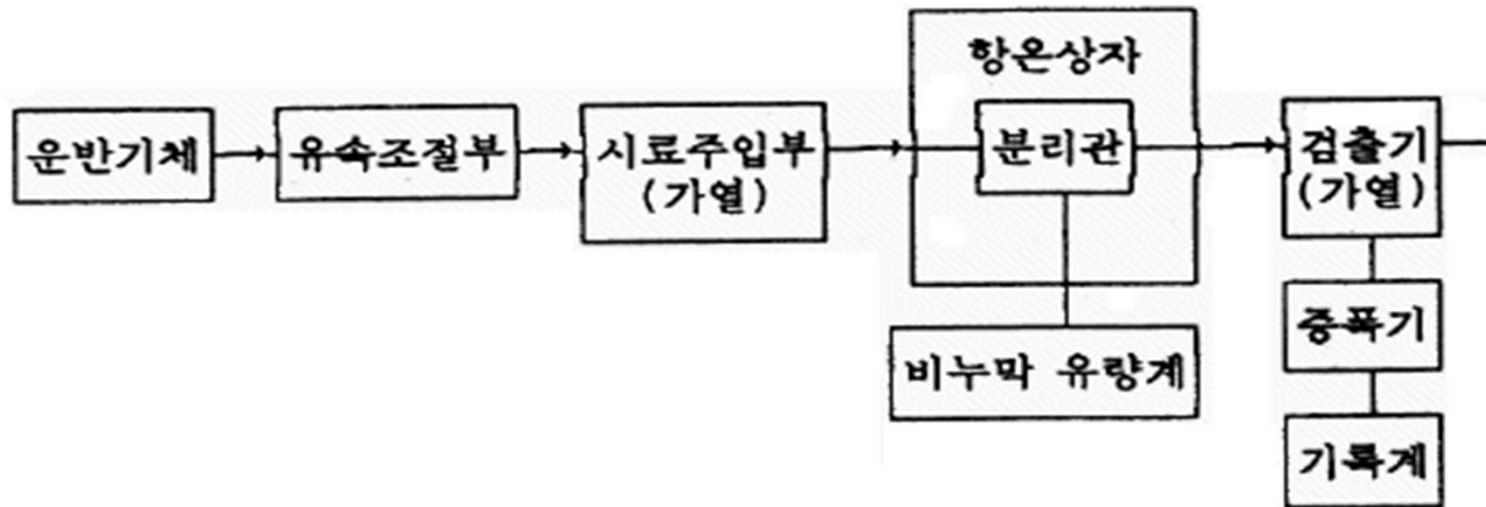 항온상자
운반기체
유속조절부
시료주입부
(가열)
분리관
검출기
(가열)
증폭기
비누막 유량계
기록계